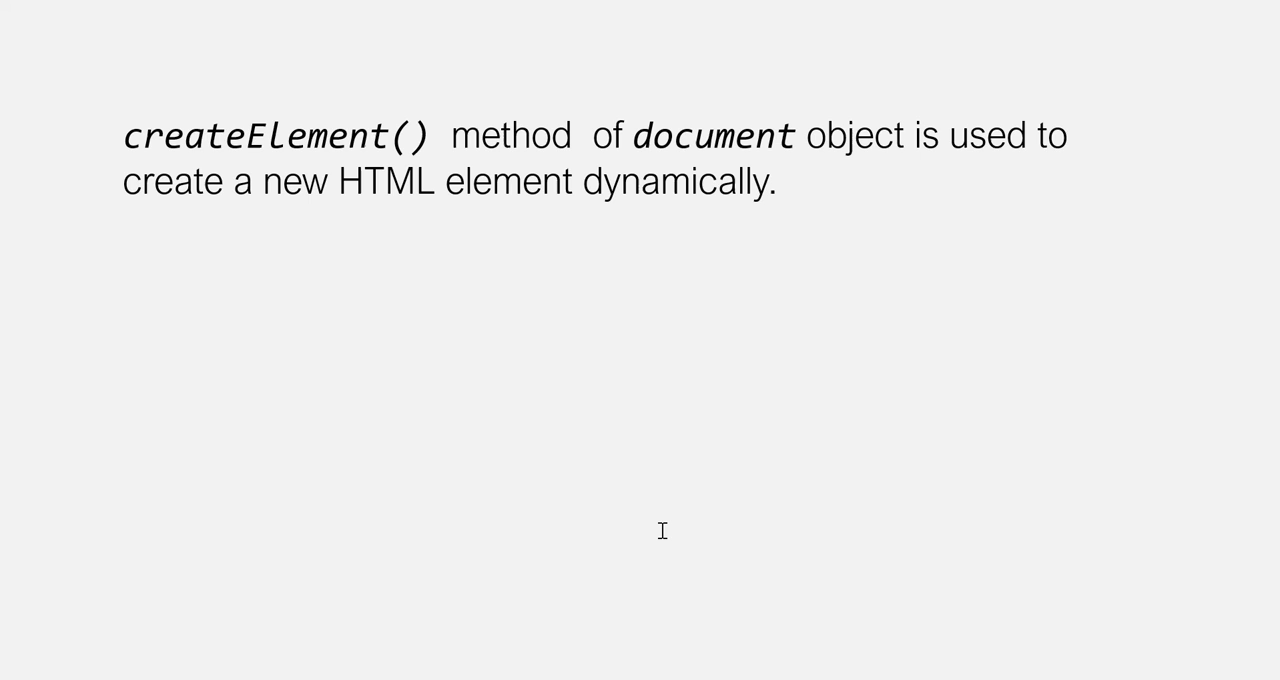 createElement() method of document object is used to
create a new HTML element dynamically.